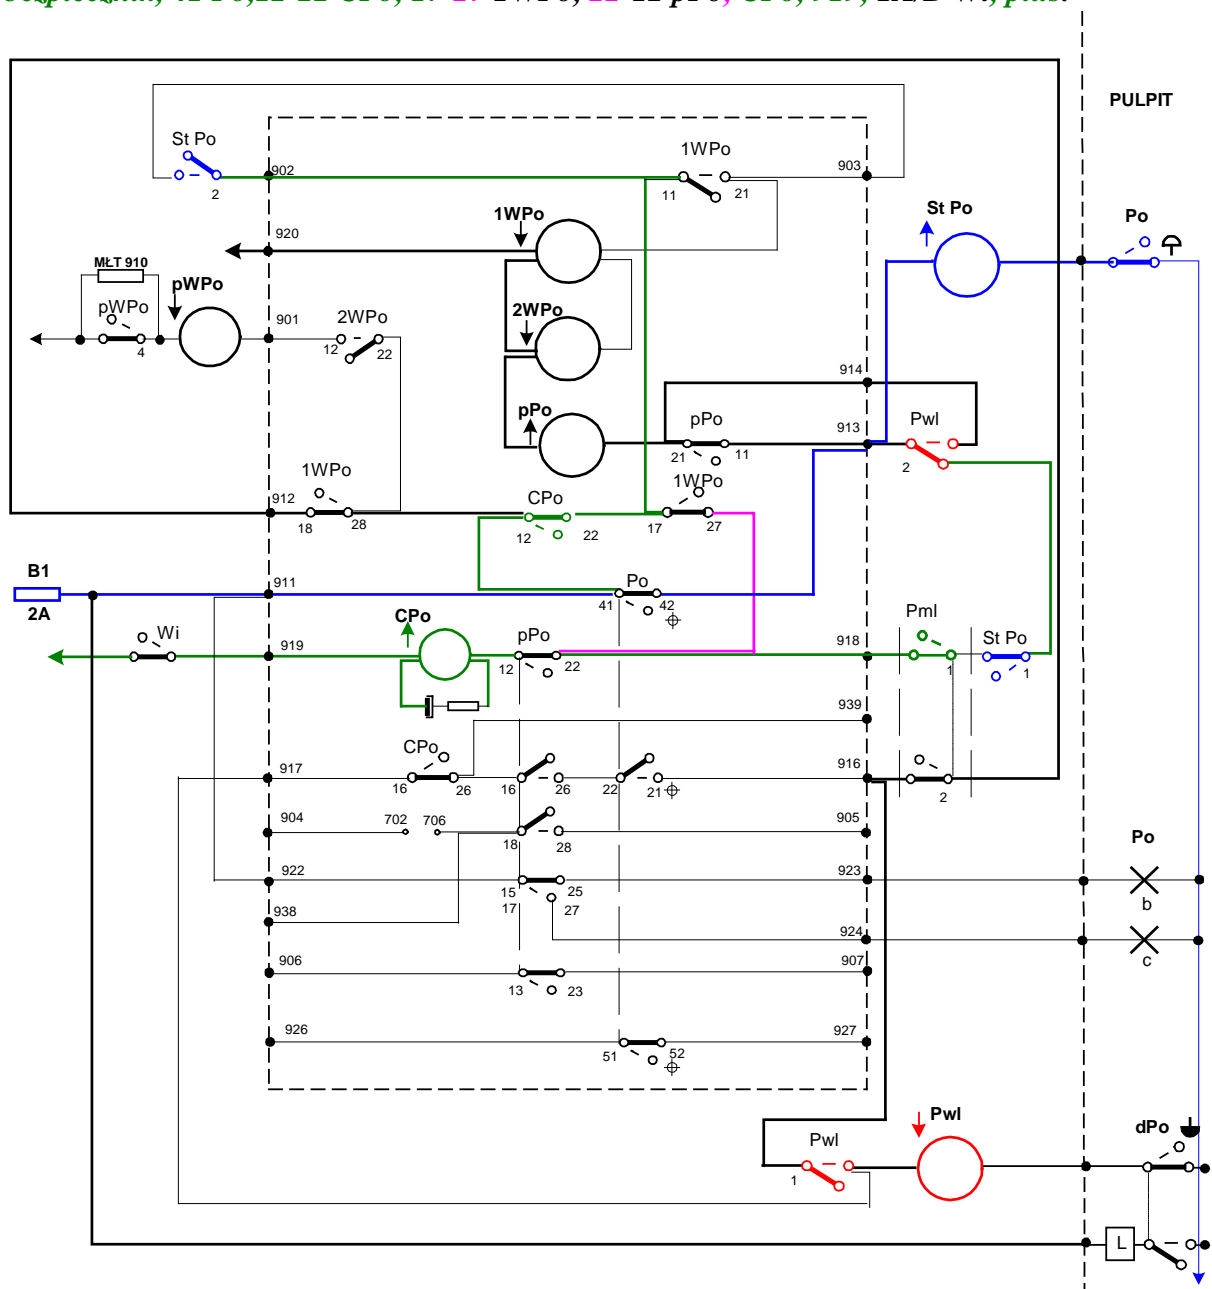 PULPIT
St Po
2
902
1WPo
11
21
903
1WPo
920
St Po
Po
MŁT 910
pWPo
pWPo
4
901
2WPo
12
22
2WPo
914
pPo
pPo
21
11
913
Pwl
2
1WPo
18
28
912
CPo
12
22
1WPo
17
27
B1
2A
911
Po
41
42
Wi
919
CPo
pPo
12
22
918
Pml
1
St Po
1
939
CPo
917
16
26
16
26
22
21
916
2
904
702
706
18
28
905
Po
922
15
25
923
b
17
27
938
924
c
906
13
23
907
926
51
52
927
Pwl
Pwl
1
dPo
L